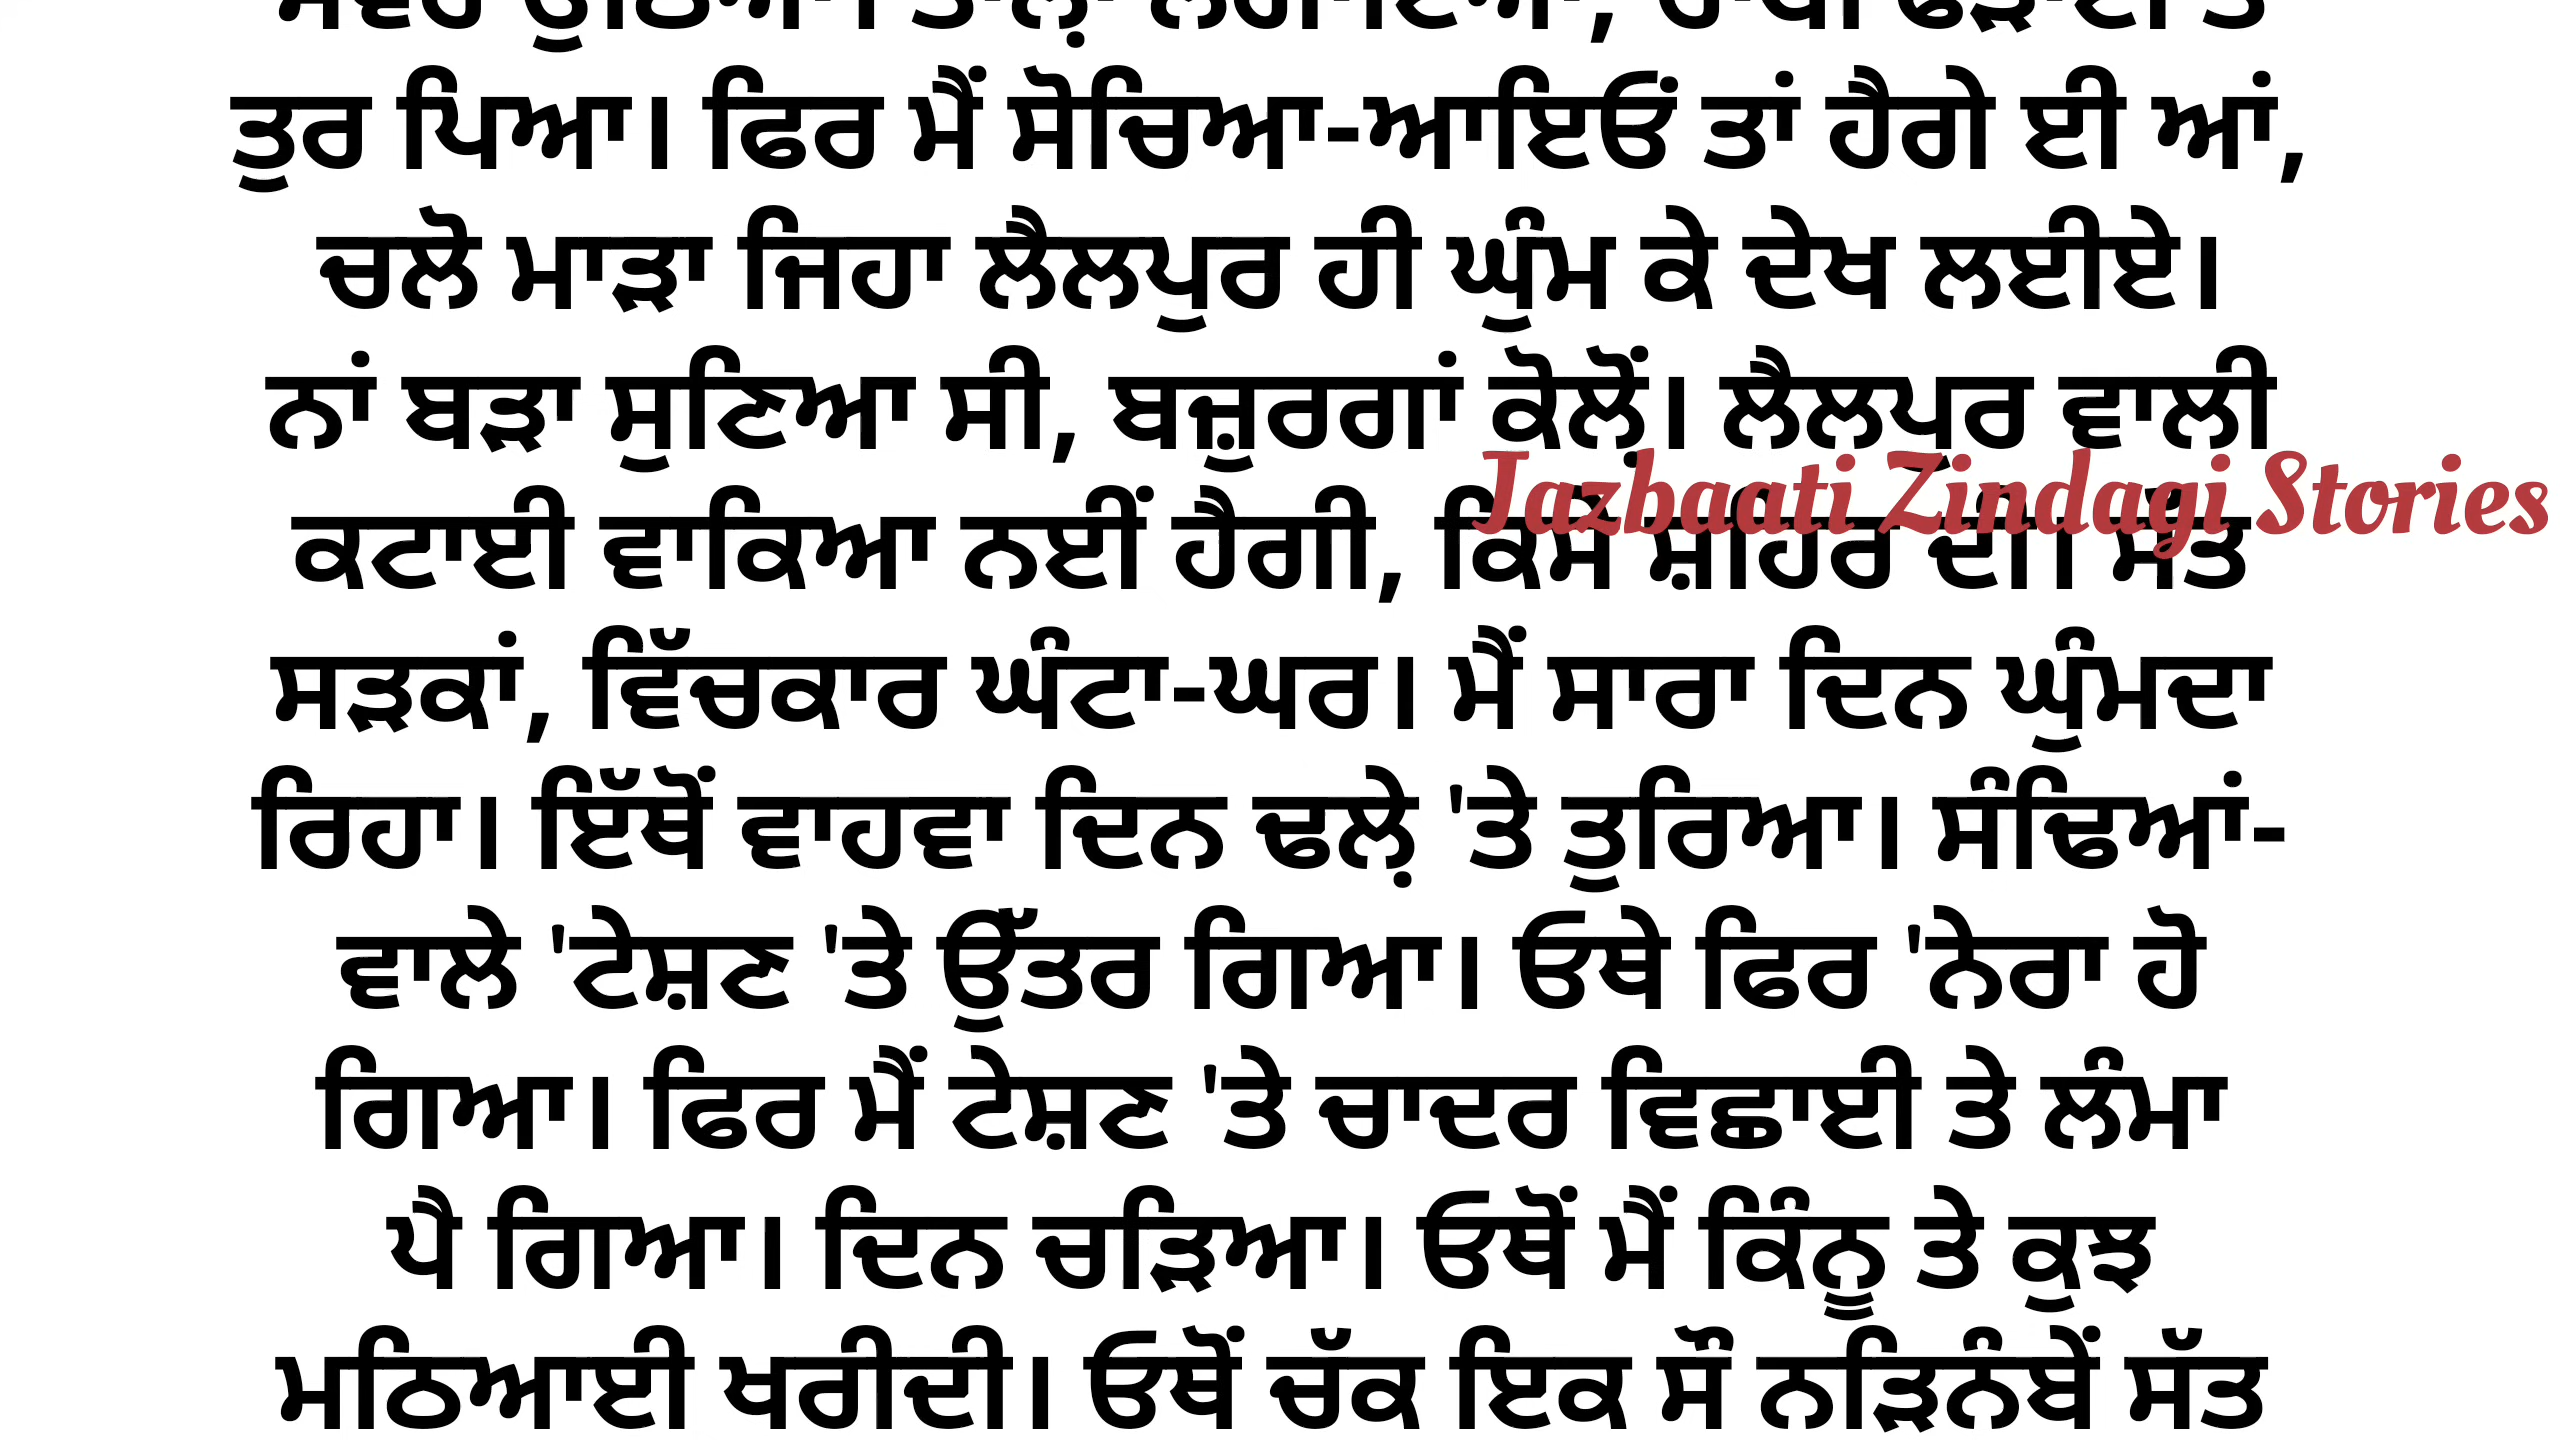 ਤੁਰ ਪਿਆ। ਫਿਰ ਮੈਂ ਸੋਚਿਆ-ਆਇਓਂ ਤਾਂ ਹੈਗੇ ਈ ਆਂ,
ਚਲੋ ਮਾੜਾ ਜਿਹਾ ਲੈਲਪੁਰ ਹੀ ਘੁੰਮ ਕੇ ਦੇਖ ਲਈਏ।
ਨਾਂ ਬੜਾ ਸੁਣਿਆ ਸੀ, ਬਜ਼ੁਰਗਾਂ ਕੋਲ਼ੋਂ। ਲੈਲਪੁਰ ਵਾਲੀ
Jazbaati Zindagi Stories
ਕਟਾਈ ਵਾਕਿਆ ਨਈਂ ਹੈਗੀ, ਕਿਸੇ ਸ਼ਹਿਰ ਦੀ। ਸੱਤ
ਸੜਕਾਂ, ਵਿੱਚਕਾਰ ਘੰਟਾ-ਘਰ। ਮੈਂ ਸਾਰਾ ਦਿਨ ਘੁੰਮਦਾ
ਰਿਹਾ। ਇੱਥੋਂ ਵਾਹਵਾ ਦਿਨ ਢਲ਼ੇ 'ਤੇ ਤੁਰਿਆ। ਸੰਢਿਆਂ-
ਵਾਲੇ 'ਟੇਸ਼ਣ 'ਤੇ ਉੱਤਰ ਗਿਆ। ਓਥੇ ਫਿਰ 'ਨੇਰਾ ਹੋ
ਗਿਆ। ਫਿਰ ਮੈਂ ਟੇਸ਼ਣ 'ਤੇ ਚਾਦਰ ਵਿਛਾਈ ਤੇ ਲੰਮਾ
ਪੈ ਗਿਆ। ਦਿਨ ਚੜਿਆ। ਓਥੋਂ ਮੈਂ ਕਿੰਨੂ ਤੇ ਕੁਝ
ਮਠਿਆਈ ਖਰੀਦੀ। ਓਥੋਂ ਚੱਕ ਇਕ ਸੌ ਨੜਿਨੰਬੇਂ ਸੱਤ